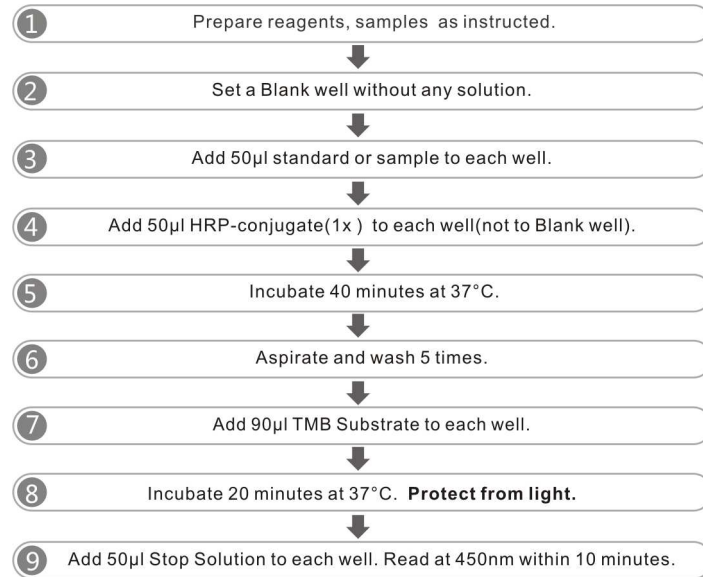 1 Prepare reagents, samples as instructed.
2 Set a Blank well without any solution.
3 Add 50μl standard or sample to each well.
4 Add 50μl HRP-conjugate(1x ) to each well(not to Blank well).
5 Incubate 40 minutes at 37°C.
6 Aspirate and wash 5 times.
7 Add 90μl TMB Substrate to each well.
8 Incubate 20 minutes at 37°C. Protect from light.
9 Add 50μl Stop Solution to each well. Read at 450nm within 10 minutes.